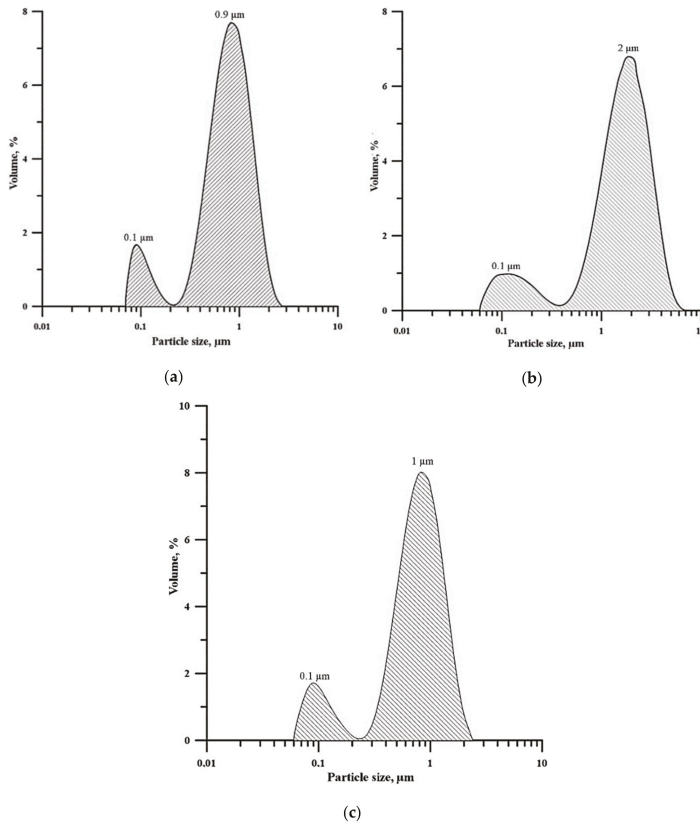 0.9 μm
0.1 μm
8
6
4
2
0
Volume, %
0.01
0.1
1
10
Particle size, μm
(a)
2 μm
0.1 μm
8
6
4
2
0
Volume, %
0.01
0.1
1
Particle size, μm
(b)
1 μm
0.1 μm
10
8
6
4
2
0
Volume, %
0.01
0.1
1
10
Particle size, μm
(c)